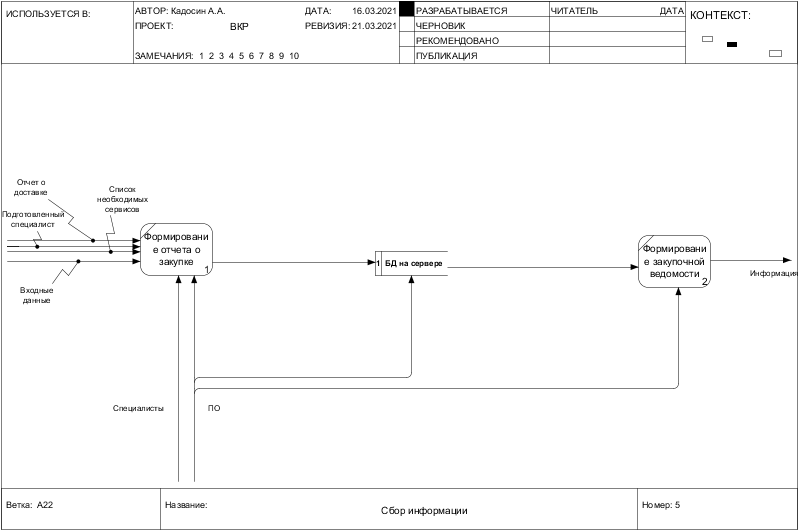 ИСПОЛЬЗУЕТСЯ В:
АВТОР: Кадосин А.А.
ДАТА: 16.03.2021
ПРОЕКТ: ВКР
РЕВИЗИЯ: 21.03.2021
ЗАМЕЧАНИЯ: 1 2 3 4 5 6 7 8 9 10
РАЗРАБАТЫВАЕТСЯ
ЧЕРНОВИК
РЕКОМЕНДОВАНО
ПУБЛИКАЦИЯ
ЧИТАТЕЛЬ
ДАТА
КОНТЕКСТ:
Отчет о
доставке
Список
необходимых
сервисов
Подготовленный
специалист
Входные
данные
Формировани
е отчета о
закупке
1
1 БД на сервере
Формировани
е закупочной
ведомости
2
Информация
Специалисты
ПО
Ветка: А22
Название:
Сбор информации
Номер: 5